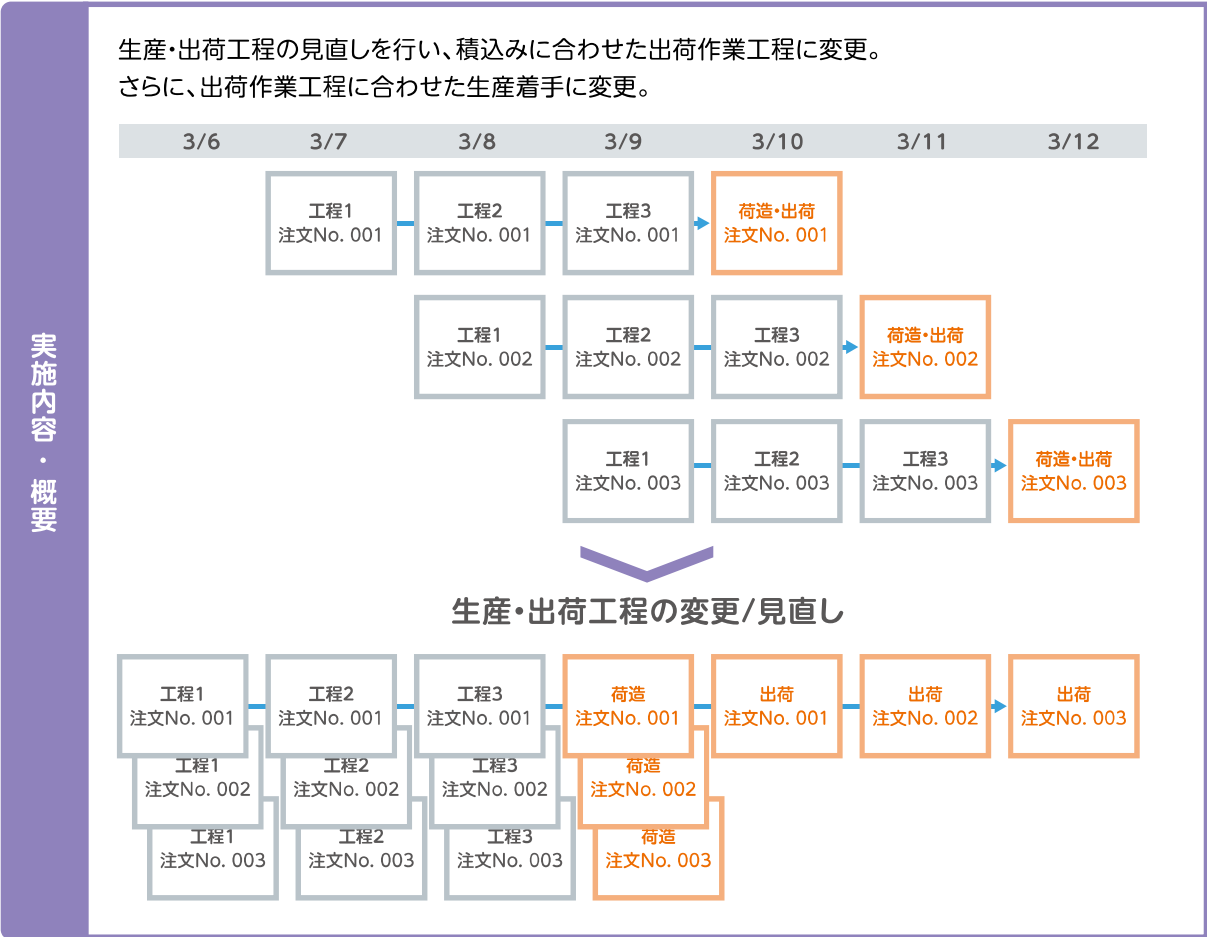 実施内容・概要
生産・出荷工程の見直しを行い、積込みに合わせた出荷作業工程に変更。
さらに、出荷作業工程に合わせた生産着手に変更。
3/6 3/7 3/8 3/9 3/10 3/11 3/12
工程1 工程2 工程3 荷造・出荷
注文No. 001 注文No. 001 注文No. 001 注文No. 001
工程1 工程2 工程3 荷造・出荷
注文No. 002 注文No. 002 注文No. 002 注文No. 002
工程1 工程2 工程3 荷造・出荷
注文No. 003 注文No. 003 注文No. 003 注文No. 003
生産・出荷工程の変更/見直し
工程1 工程2 工程3 荷造 出荷 出荷 出荷
注文No. 001 注文No. 001 注文No. 001 注文No. 001 注文No. 001 注文No. 002 注文No. 003
工程1 工程2 工程3 荷造
注文No. 002 注文No. 002 注文No. 002 注文No. 002
工程1 工程2 工程3 荷造
注文No. 003 注文No. 003 注文No. 003 注文No. 003